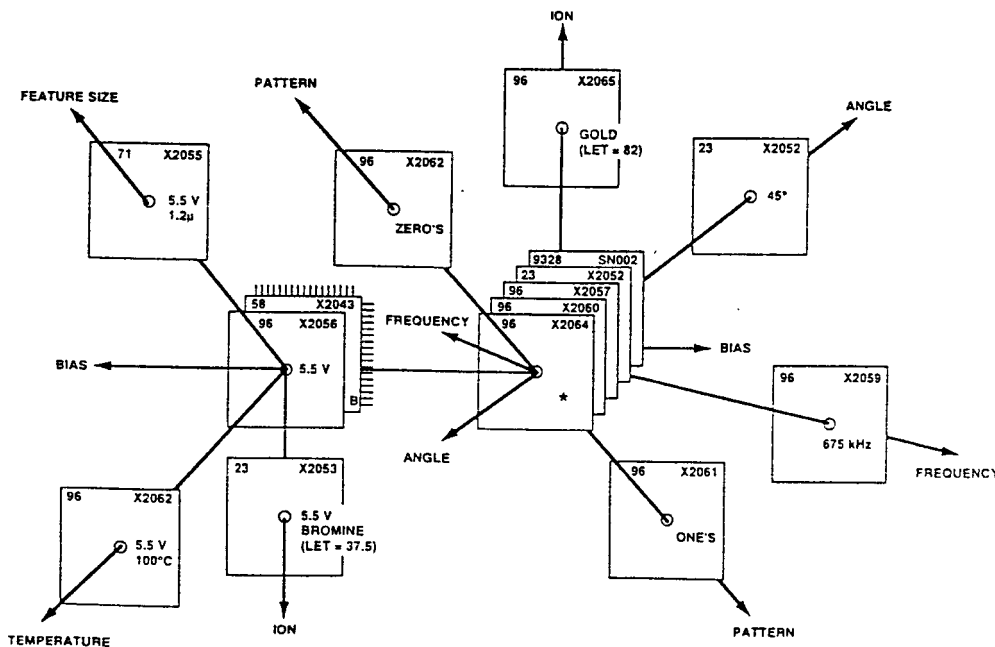 ION
96 X2065
GOLD
(LET = 82)
PATTERN
96 X2062
ZERO'S
FEATURE SIZE
71 X2055
5.5 V
1.2µ
ANGLE
23 X2052
45°
9328 SN002
23 X2052
96 X2057
96 X2060
96 X2064
*
FREQUENCY
ANGLE
BIAS
58 X2043
96 X2056
5.5 V
B
BIAS
96 X2059
675 kHz
FREQUENCY
96 X2061
ONE'S
PATTERN
23 X2053
5.5 V
BROMINE
(LET = 37.5)
ION
96 X2062
5.5 V
100°C
TEMPERATURE